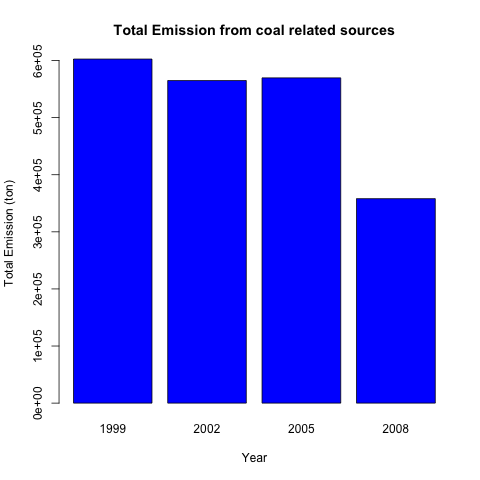 Total Emission from coal related sources
Total Emission (ton)
6e+05
5e+05
4e+05
3e+05
2e+05
1e+05
0e+00
1999 2002 2005 2008
Year